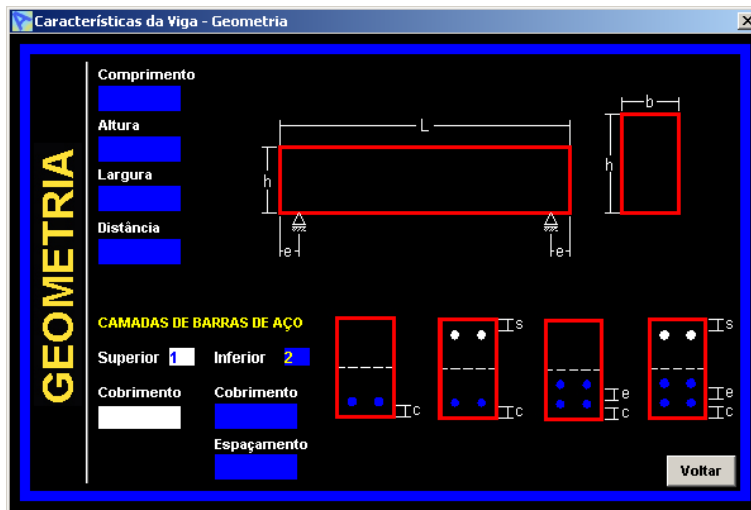 Características da Viga - Geometria
GEOMETRIA
Comprimento
Altura
Largura
Distância
L
h
e
e
b
h
CAMADAS DE BARRAS DE AÇO
Superior 1 Inferior 2
Cobrimento Cobrimento
Espaçamento
c
s
c
e
c
s
e
c
Voltar